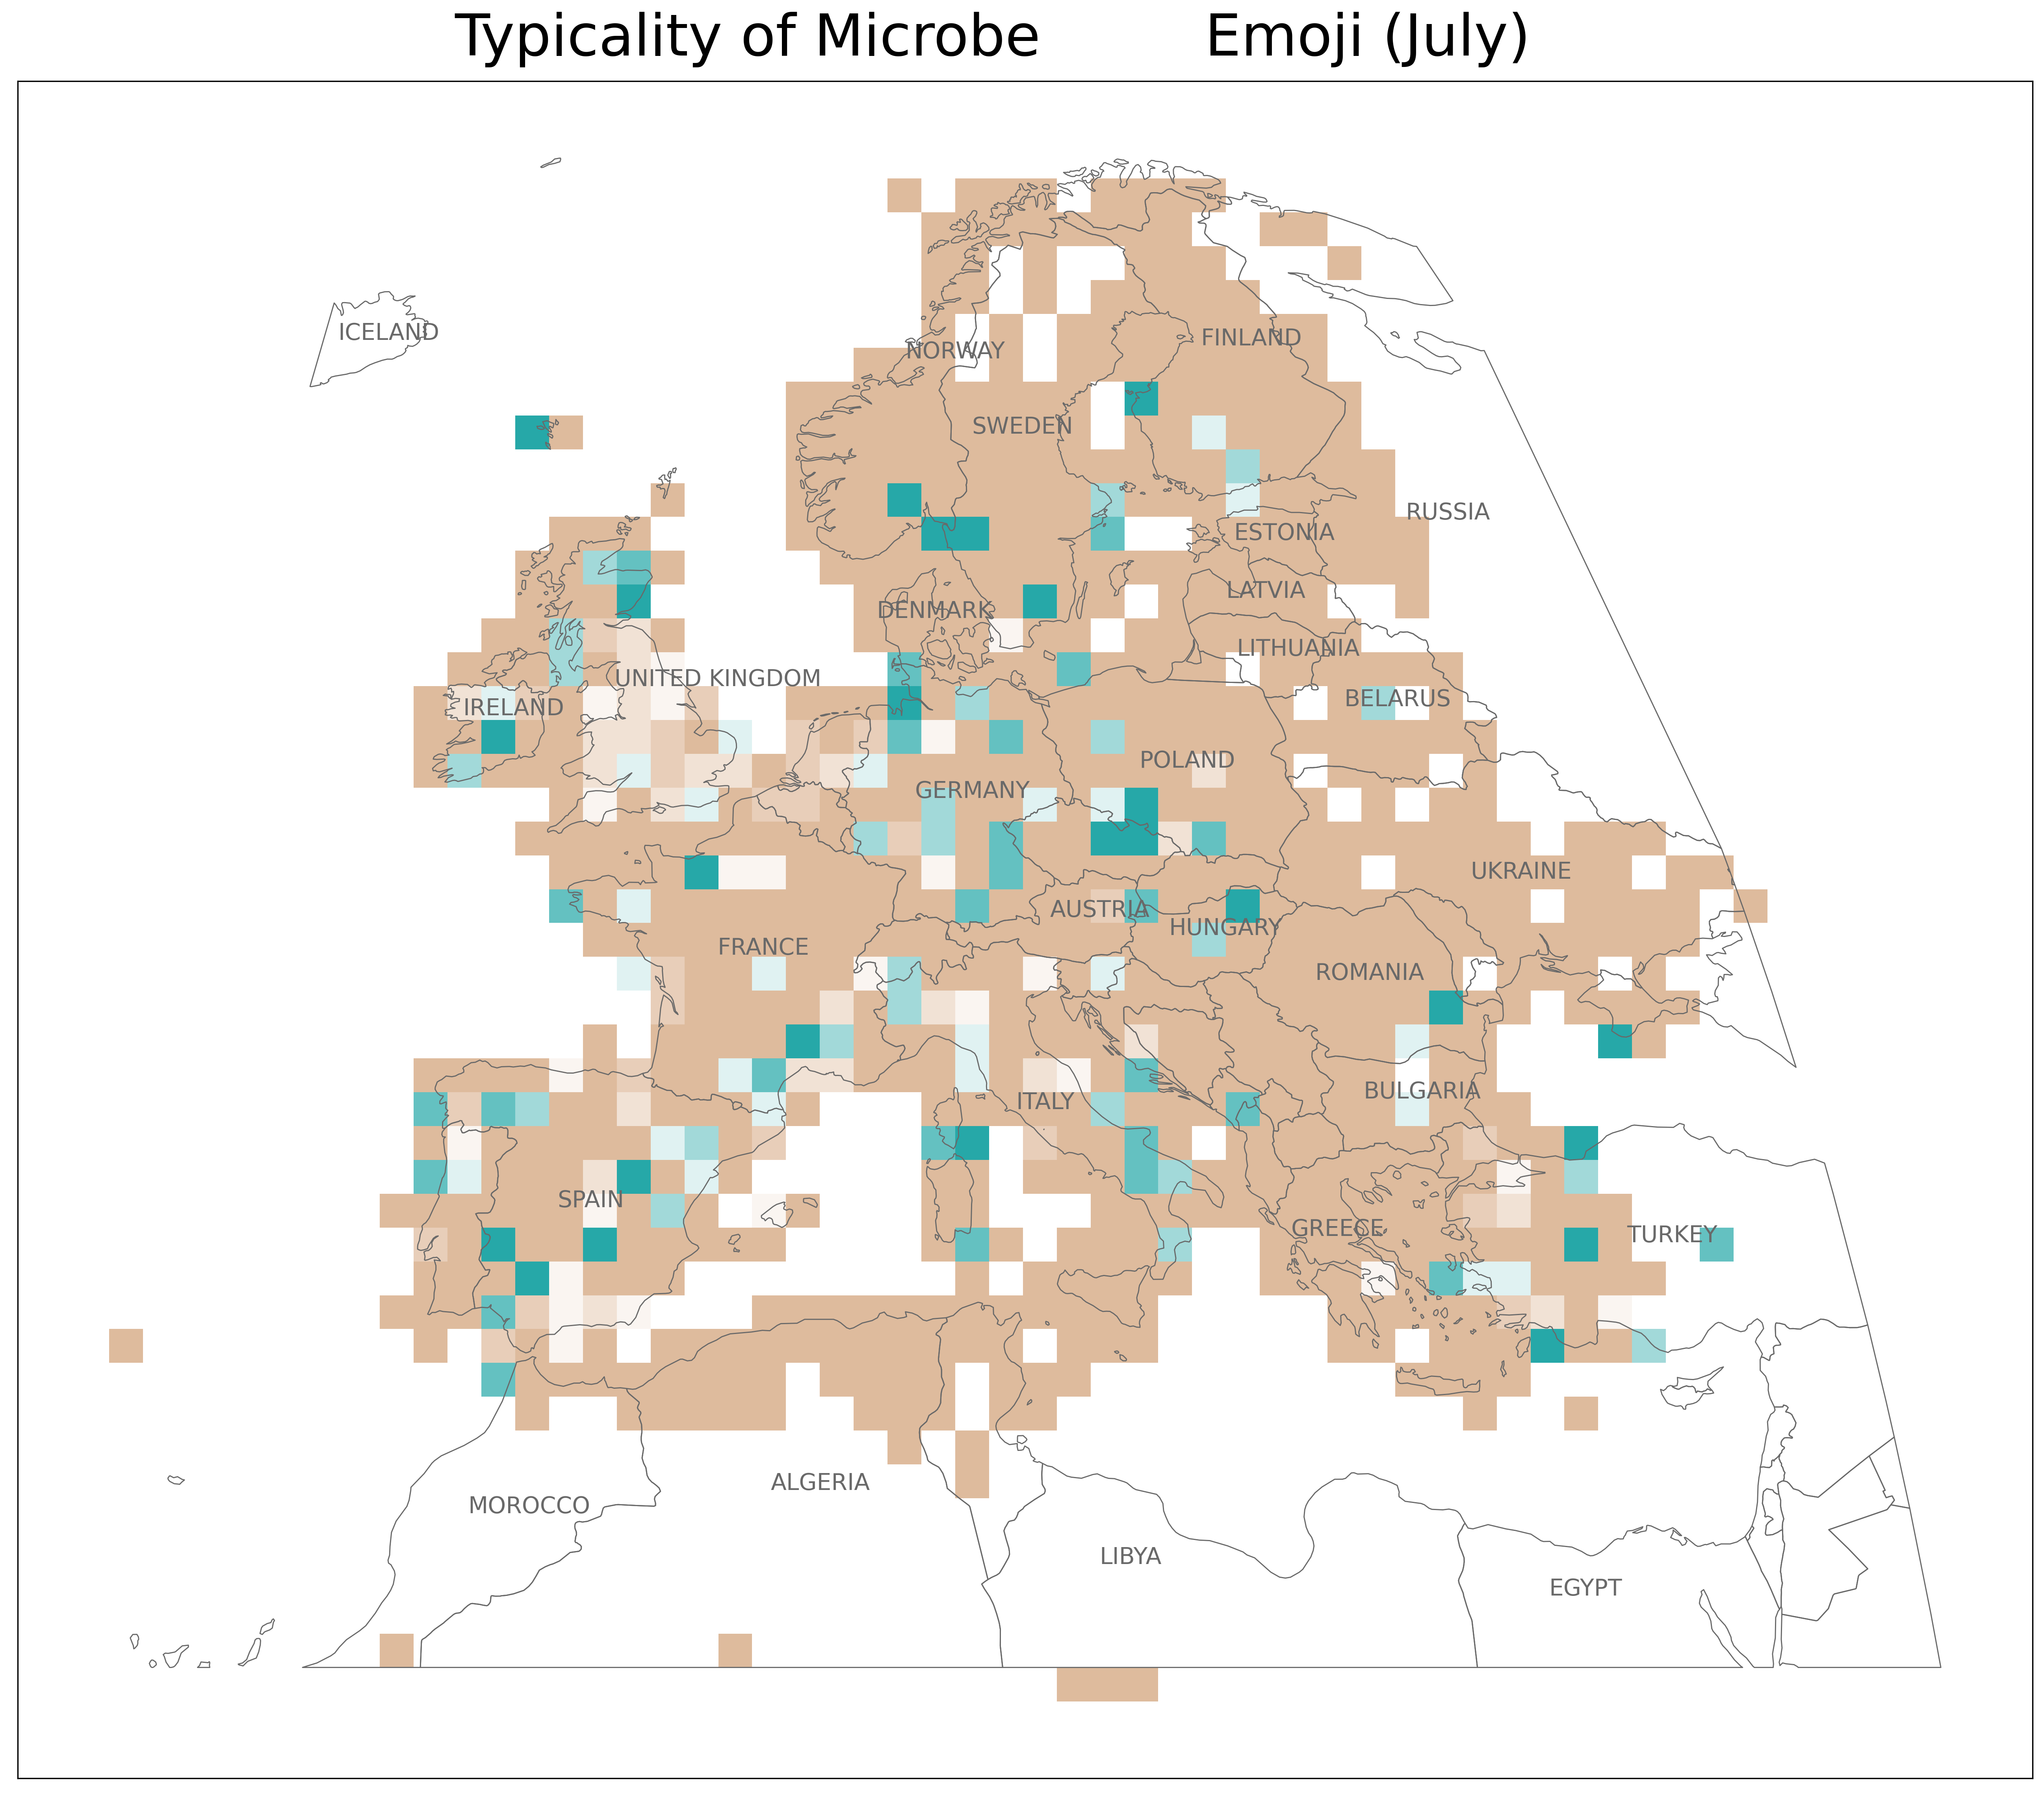 Typicality of Microbe Emoji (July)
ICELAND
NORWAY
FINLAND
SWEDEN
RUSSIA
ESTONIA
LATVIA
DENMARK
LITHUANIA
UNITED KINGDOM
BELARUS
IRELAND
POLAND
GERMANY
UKRAINE
AUSTRIA
HUNGARY
FRANCE
ROMANIA
BULGARIA
ITALY
SPAIN
GREECE
TURKEY
ALGERIA
MOROCCO
LIBYA
EGYPT